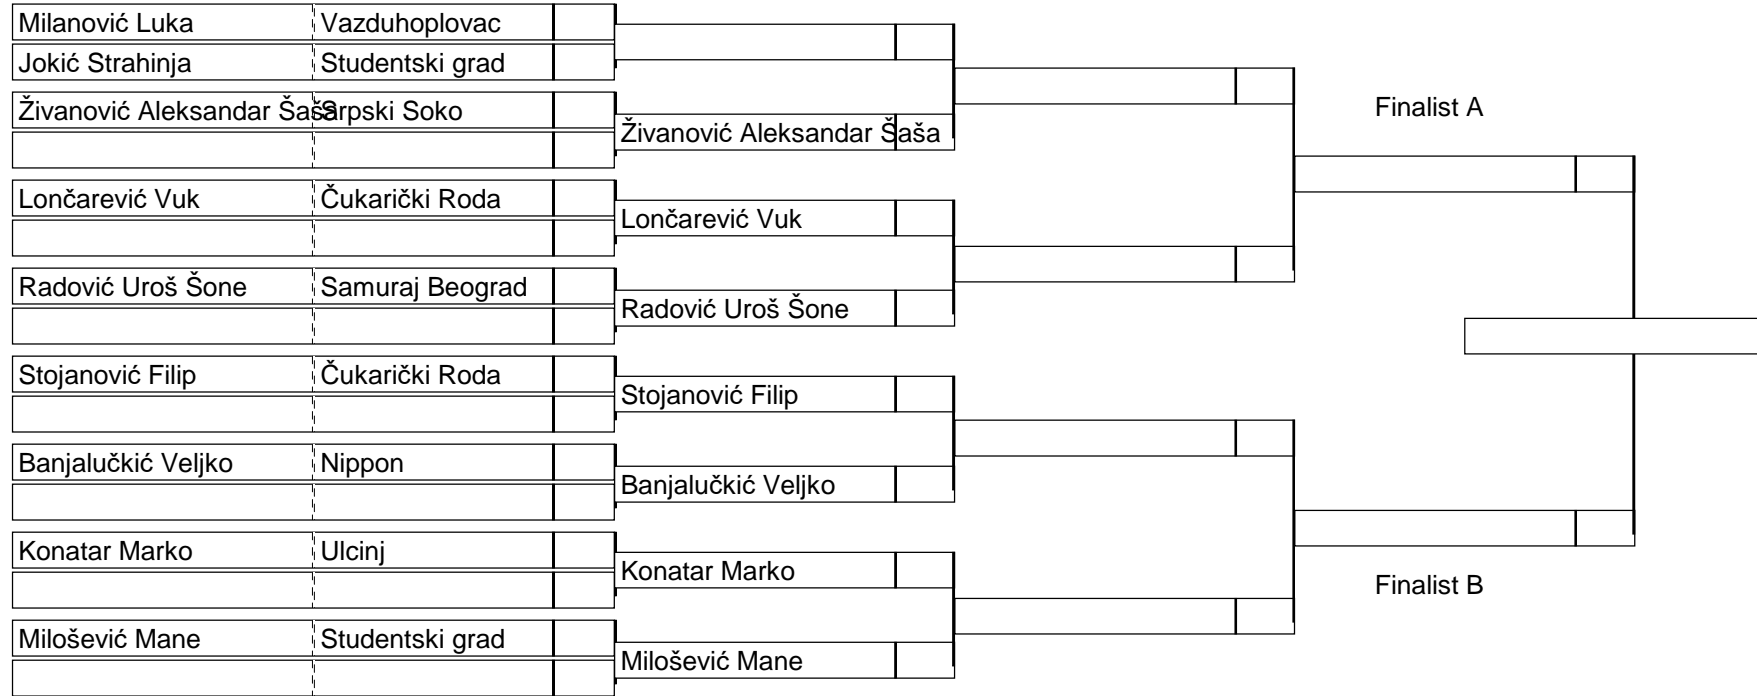 Milanović Luka Vazduhoplovac
Jokić Strahinja Studentski grad
Živanović Aleksandar Šaša Srpski Soko
Lončarević Vuk Čukarički Roda
Radović Uroš Šone Samuraj Beograd
Stojanović Filip Čukarički Roda
Banjalučkić Veljko Nippon
Konatar Marko Ulcinj
Milošević Mane Studentski grad
Živanović Aleksandar Šaša
Lončarević Vuk
Radović Uroš Šone
Stojanović Filip
Banjalučkić Veljko
Konatar Marko
Milošević Mane
Finalist A
Finalist B